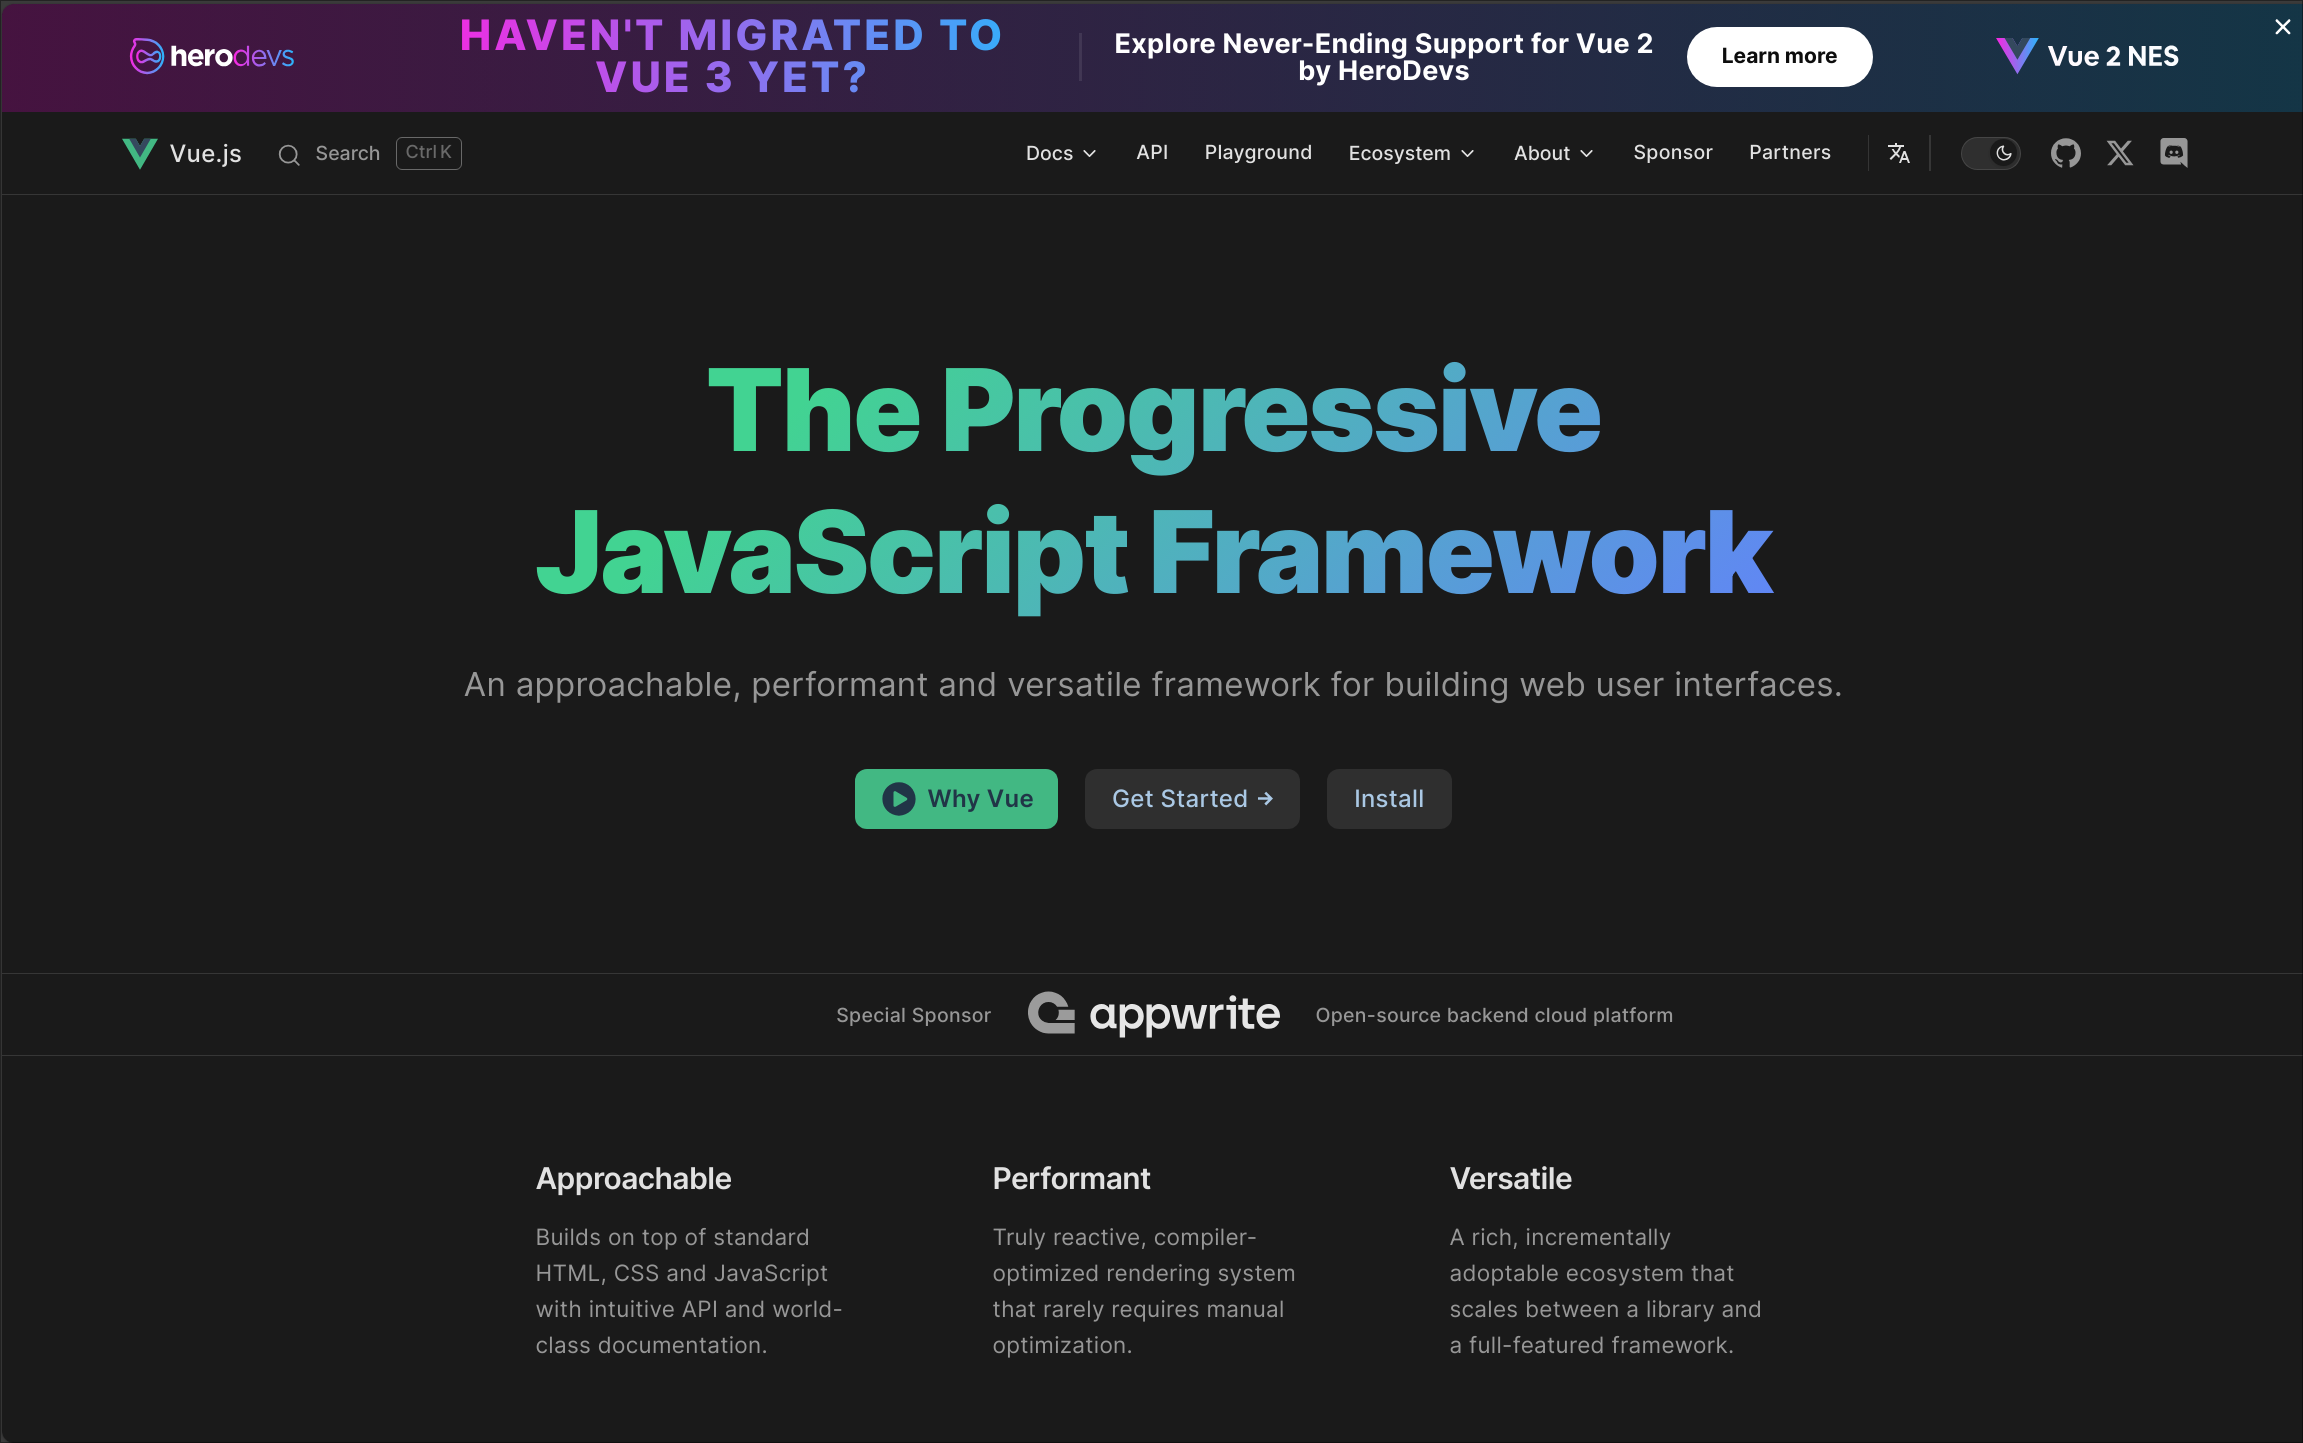 herodevs
HAVEN'T MIGRATED TO
VUE 3 YET?
Explore Never-Ending Support for Vue 2
by HeroDevs
Learn more
Vue 2 NES
Vue.js
Search
Ctrl K
Docs
API
Playground
Ecosystem
About
Sponsor
Partners
The Progressive
JavaScript Framework
An approachable, performant and versatile framework for building web user interfaces.
Why Vue
Get Started →
Install
Special Sponsor
appwrite
Open-source backend cloud platform
Approachable
Builds on top of standard
HTML, CSS and JavaScript
with intuitive API and world-
class documentation.
Performant
Truly reactive, compiler-
optimized rendering system
that rarely requires manual
optimization.
Versatile
A rich, incrementally
adoptable ecosystem that
scales between a library and
a full-featured framework.